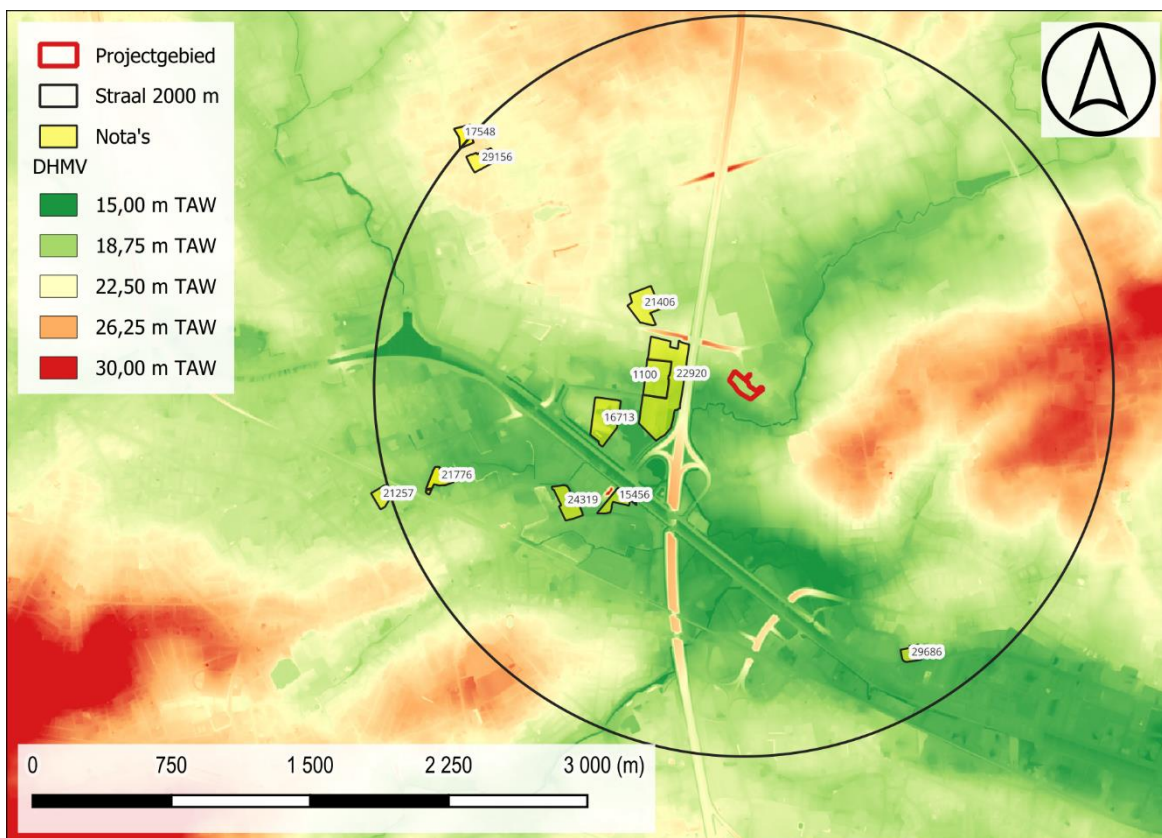 Projectgebied
Straal 2000 m
Nota's
DHMV
15,00 m TAW
18,75 m TAW
22,50 m TAW
26,25 m TAW
30,00 m TAW
17548
29156
21406
1100
22920
16713
21776
21257
24319
15456
29686
0 750 1 500 2 250 3 000 (m)